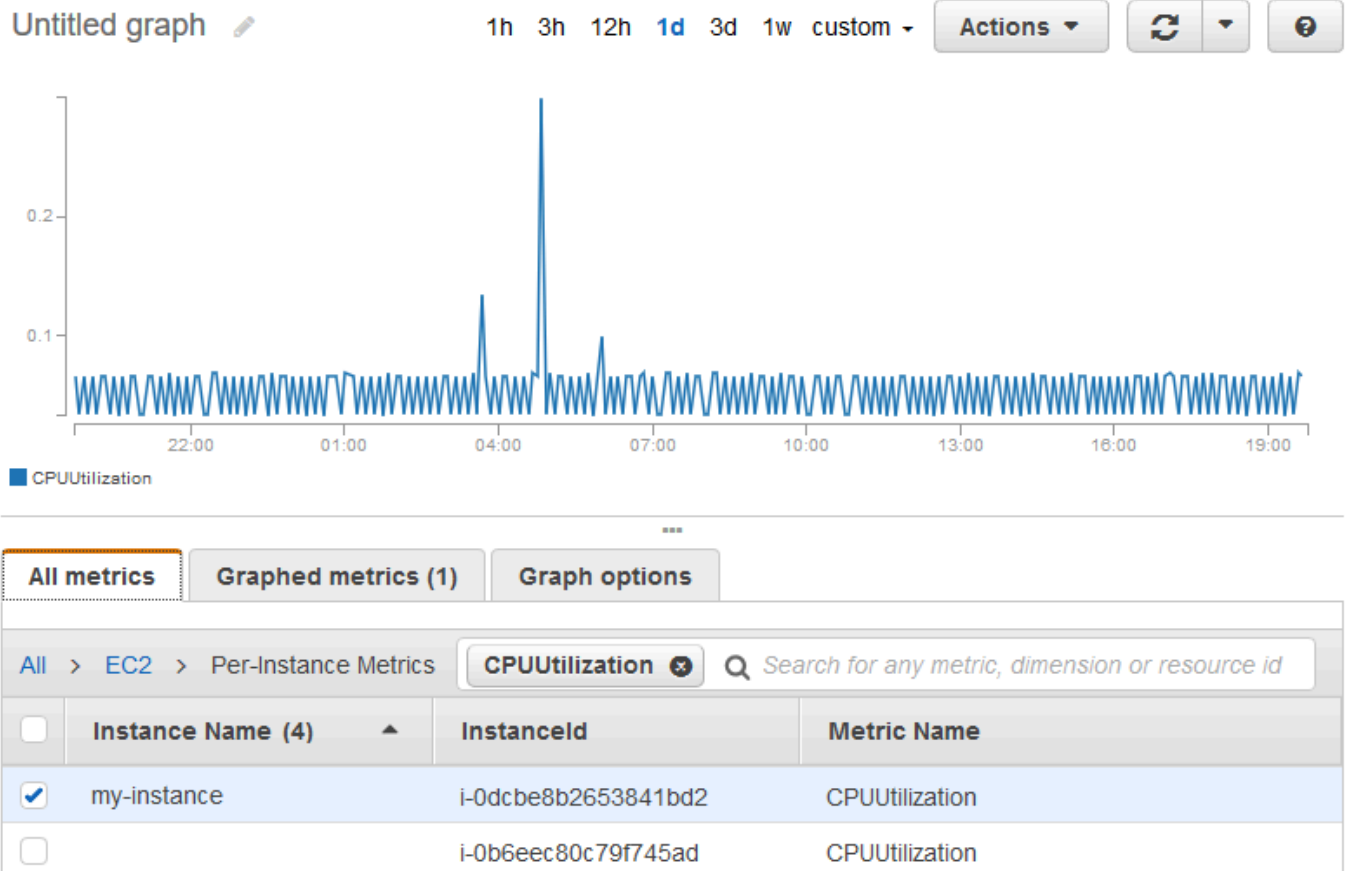 Untitled graph 1h 3h 12h 1d 3d 1w custom Actions
0.2
0.1
22:00 01:00 04:00 07:00 10:00 13:00 16:00 19:00
CPUUtilization
All metrics Graphed metrics (1) Graph options
All > EC2 > Per-Instance Metrics CPUUtilization Search for any metric, dimension or resource id
Instance Name (4) InstanceId Metric Name
my-instance i-0dcbe8b2653841bd2 CPUUtilization
i-0b6eec80c79f745ad CPUUtilization